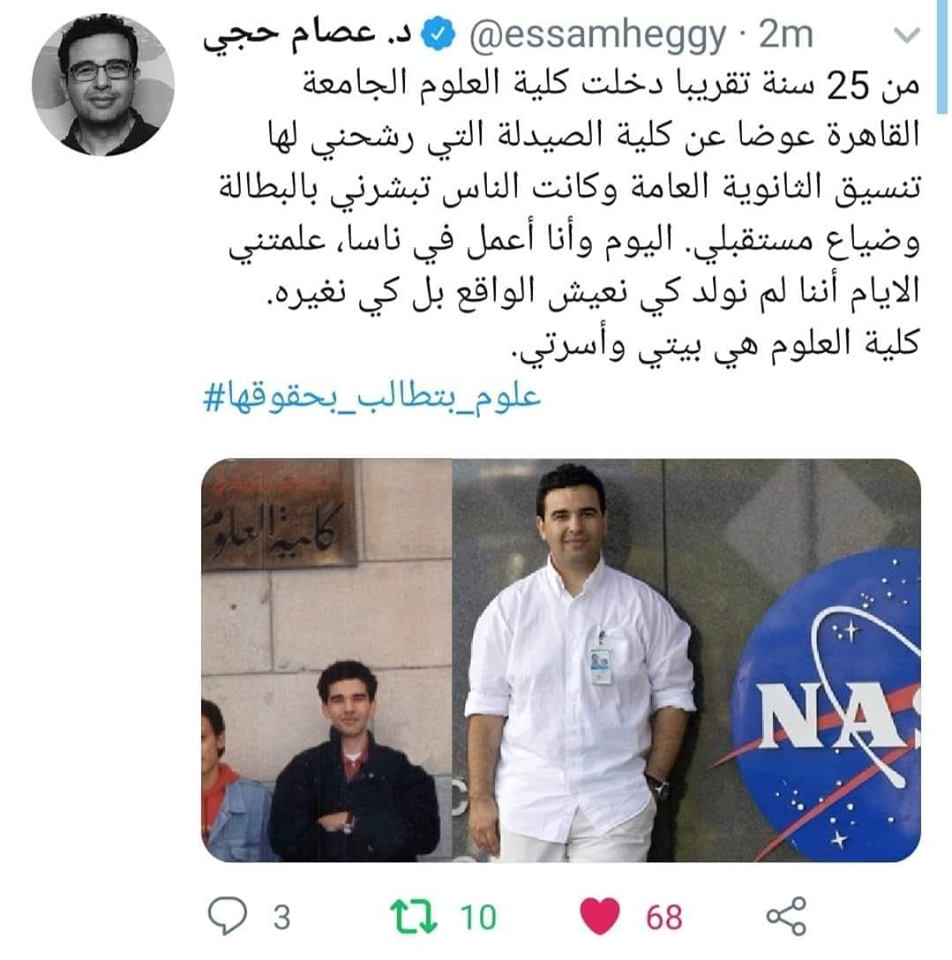 د. عصام حجي @essamheggy · 2m
من 25 سنة تقريبا دخلت كلية العلوم الجامعة
القاهرة عوضا عن كلية الصيدلة التي رشحني لها
تنسيق الثانوية العامة وكانت الناس تبشرني بالبطالة
وضياع مستقبلي. اليوم وأنا أعمل في ناسا، علمتني
الايام أننا لم نولد كي نعيش الواقع بل كي نغيره.
كلية العلوم هي بيتي وأسرتي.
#علوم_بتطالب_بحقوقها
كلية العلوم
NAS
3 10 68